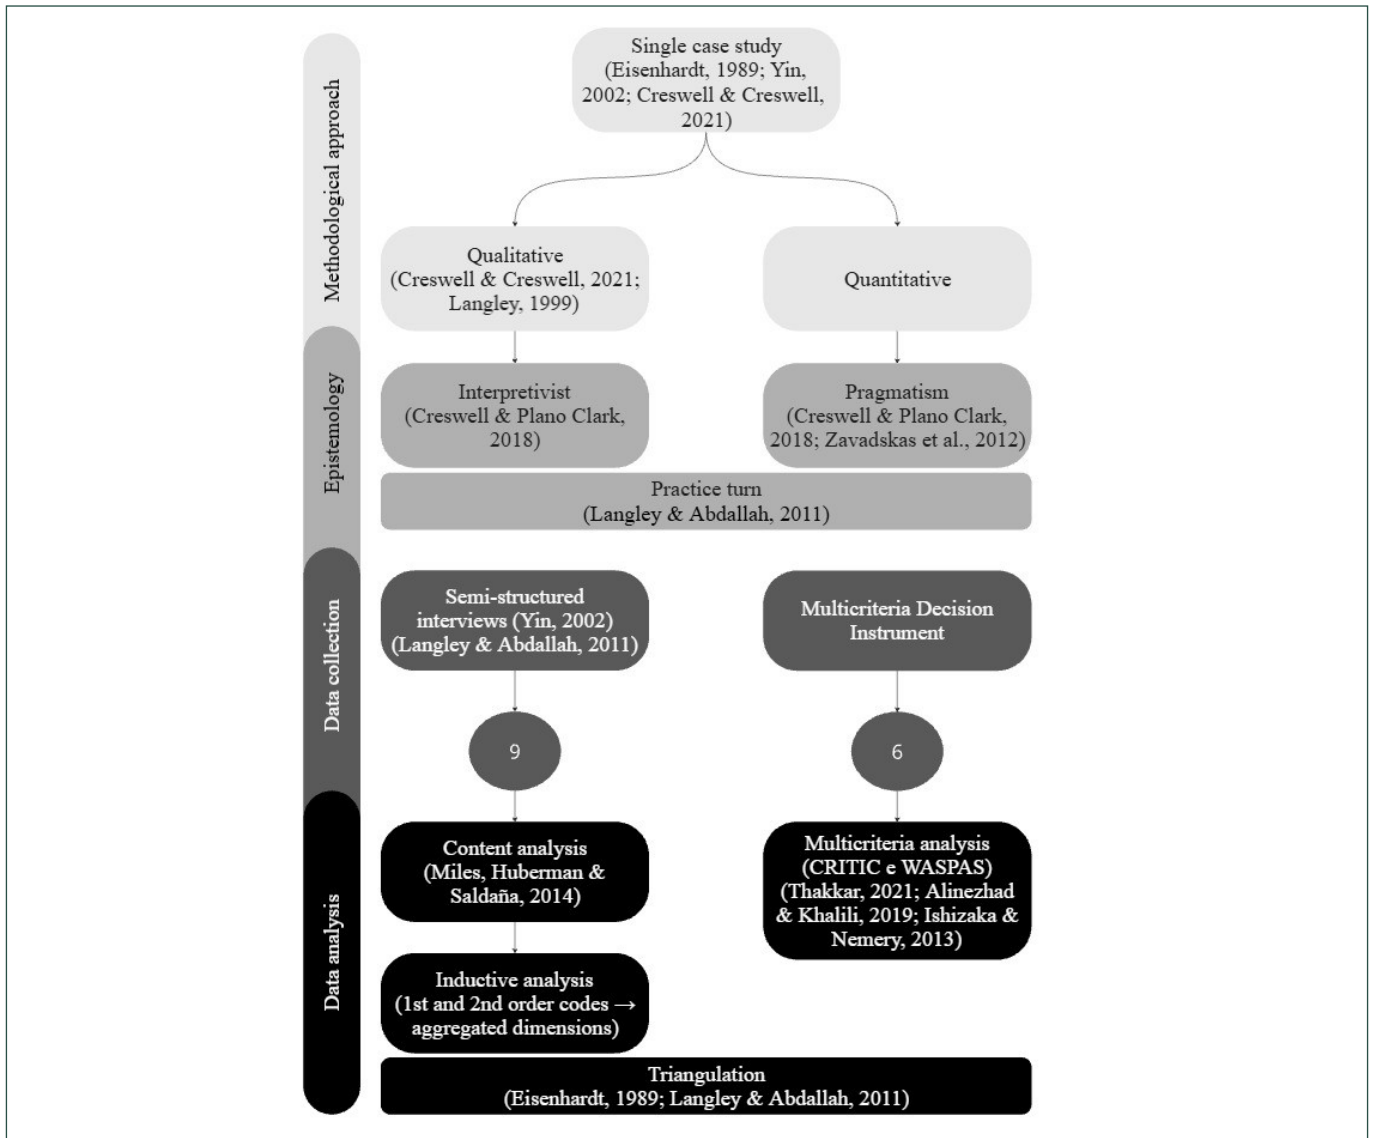 Methodological approach
Single case study
(Eisenhardt, 1989; Yin,
2002; Creswell & Creswell,
2021)
Qualitative
(Creswell & Creswell, 2021;
Langley, 1999)
Quantitative
Epistemology
Interpretivist
(Creswell & Plano Clark,
2018)
Pragmatism
(Creswell & Plano Clark,
2018; Zavadskas et al., 2012)
Practice turn
(Langley & Abdallah, 2011)
Data collection
Semi-structured
interviews (Yin, 2002)
(Langley & Abdallah, 2011)
Multicriteria Decision
Instrument
9
6
Data analysis
Content analysis
(Miles, Huberman &
Saldaña, 2014)
Multicriteria analysis
(CRITIC e WASPAS)
(Thakkar, 2021; Alinezhad
& Khalili, 2019; Ishizaka &
Nemery, 2013)
Inductive analysis
(1st and 2nd order codes →
aggregated dimensions)
Triangulation
(Eisenhardt, 1989; Langley & Abdallah, 2011)